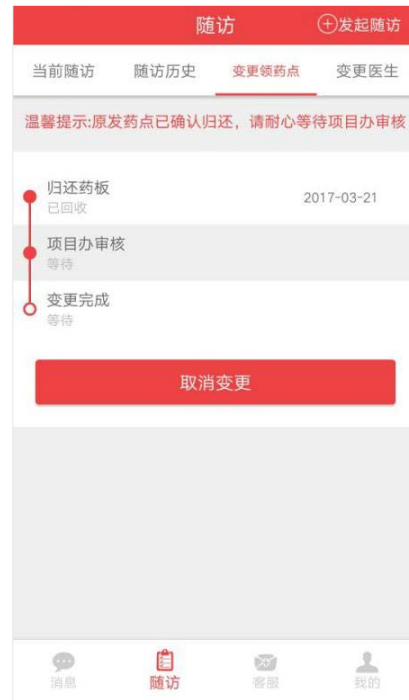 随访
发起随访
当前随访 随访历史 变更领药点 变更医生
温馨提示:原发药点已确认归还，请耐心等待项目办审核
归还药板
已回收
2017-03-21
项目办审核
等待
变更完成
等待
取消变更
消息 随访 客服 我的